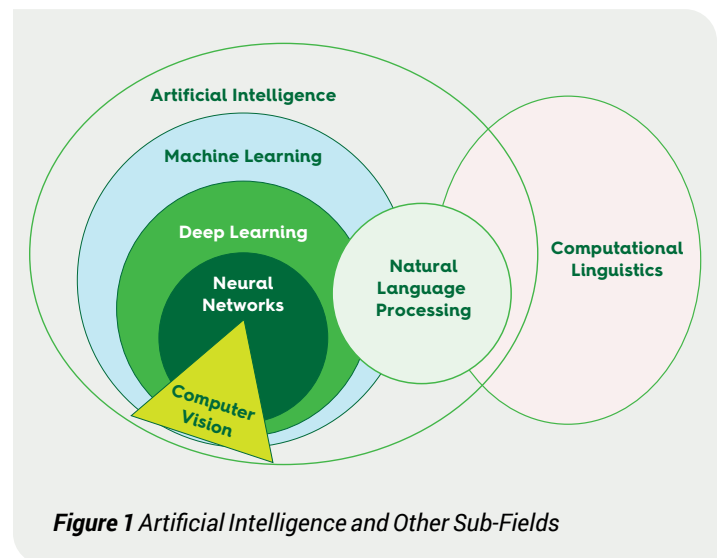 Artificial Intelligence
Machine Learning
Deep Learning
Neural
Networks
Computer
Vision
Natural
Language
Processing
Computational
Linguistics
Figure 1 Artificial Intelligence and Other Sub-Fields